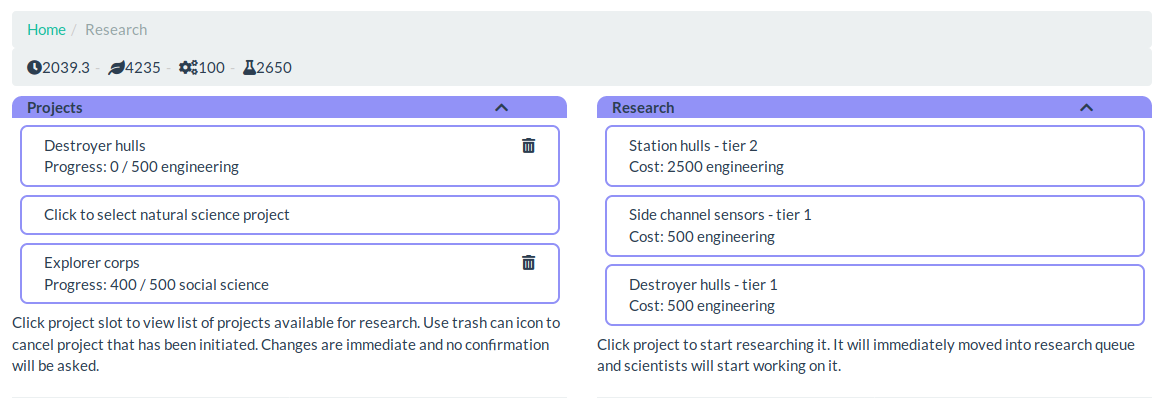 Home / Research
2039.3 - 4235 - 100 - 2650
Projects
Destroyer hulls
Progress: 0 / 500 engineering
Click to select natural science project
Explorer corps
Progress: 400 / 500 social science
Click project slot to view list of projects available for research. Use trash can icon to
cancel project that has been initiated. Changes are immediate and no confirmation
will be asked.
Research
Station hulls - tier 2
Cost: 2500 engineering
Side channel sensors - tier 1
Cost: 500 engineering
Destroyer hulls - tier 1
Cost: 500 engineering
Click project to start researching it. It will immediately moved into research queue
and scientists will start working on it.